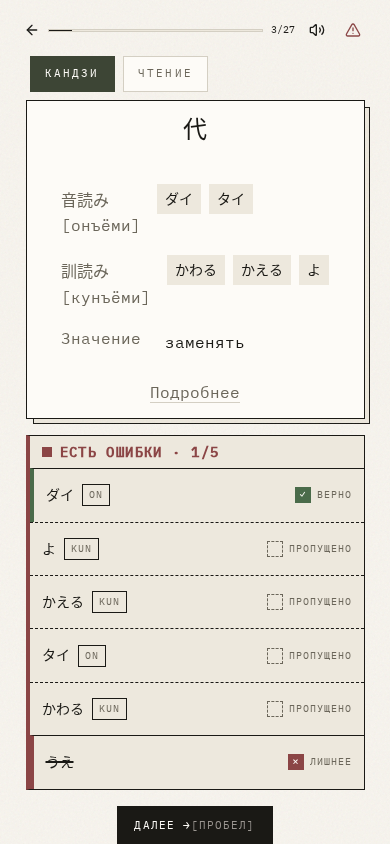 3/27
КАНДЗИ ЧТЕНИЕ
代
音読み ダイ タイ
[онъёми]
訓読み かわる かえる よ
[кунъёми]
Значение заменять
Подробнее
ЕСТЬ ОШИБКИ · 1/5
ダイ ON ВЕРНО
よ KUN ПРОПУЩЕНО
かえる KUN ПРОПУЩЕНО
タイ ON ПРОПУЩЕНО
かわる KUN ПРОПУЩЕНО
うえ ЛИШНЕЕ
ДАЛЕЕ →[ПРОБЕЛ]